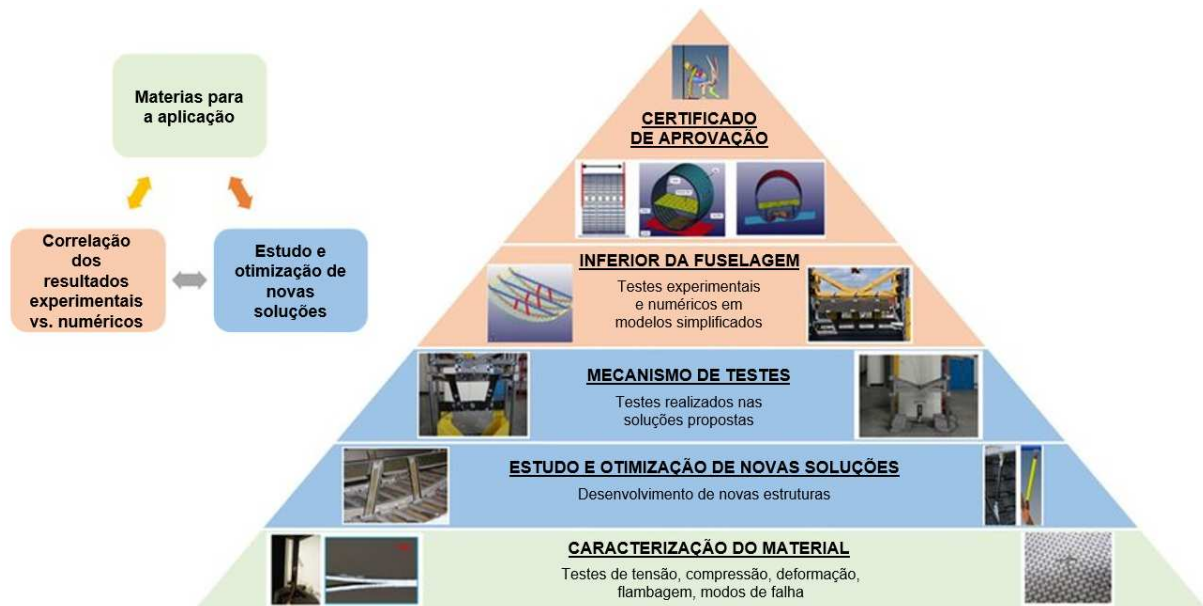 Materias para
a aplicação
Correlação
dos
resultados
experimentais
vs. numéricos
Estudo e
otimização de
novas
soluções
CERTIFICADO
DE APROVAÇÃO
INFERIOR DA FUSELAGEM
Testes experimentais
e numéricos em
modelos simplificados
MECANISMO DE TESTES
Testes realizados nas
soluções propostas
ESTUDO E OTIMIZAÇÃO DE NOVAS SOLUÇÕES
Desenvolvimento de novas estruturas
CARACTERIZAÇÃO DO MATERIAL
Testes de tensão, compressão, deformação,
flambagem, modos de falha